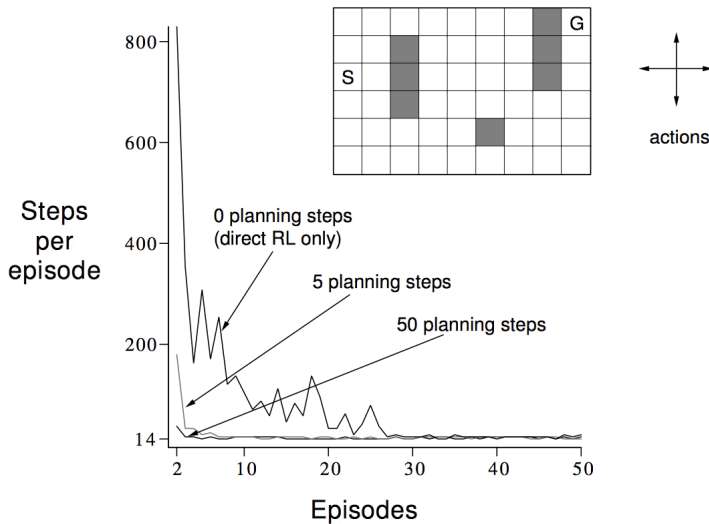 G
S
actions
800
600
400
200
14
Steps
per
episode
0 planning steps
(direct RL only)
5 planning steps
50 planning steps
2
10
20
30
40
50
Episodes